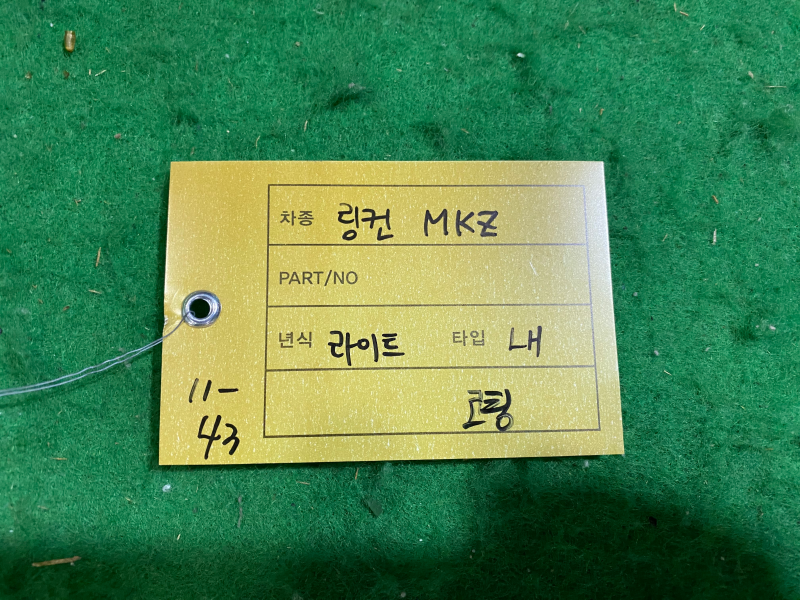 차종 링컨 MKZ
PART/NO
년식 라이트 타입 내
코팅
11-
43